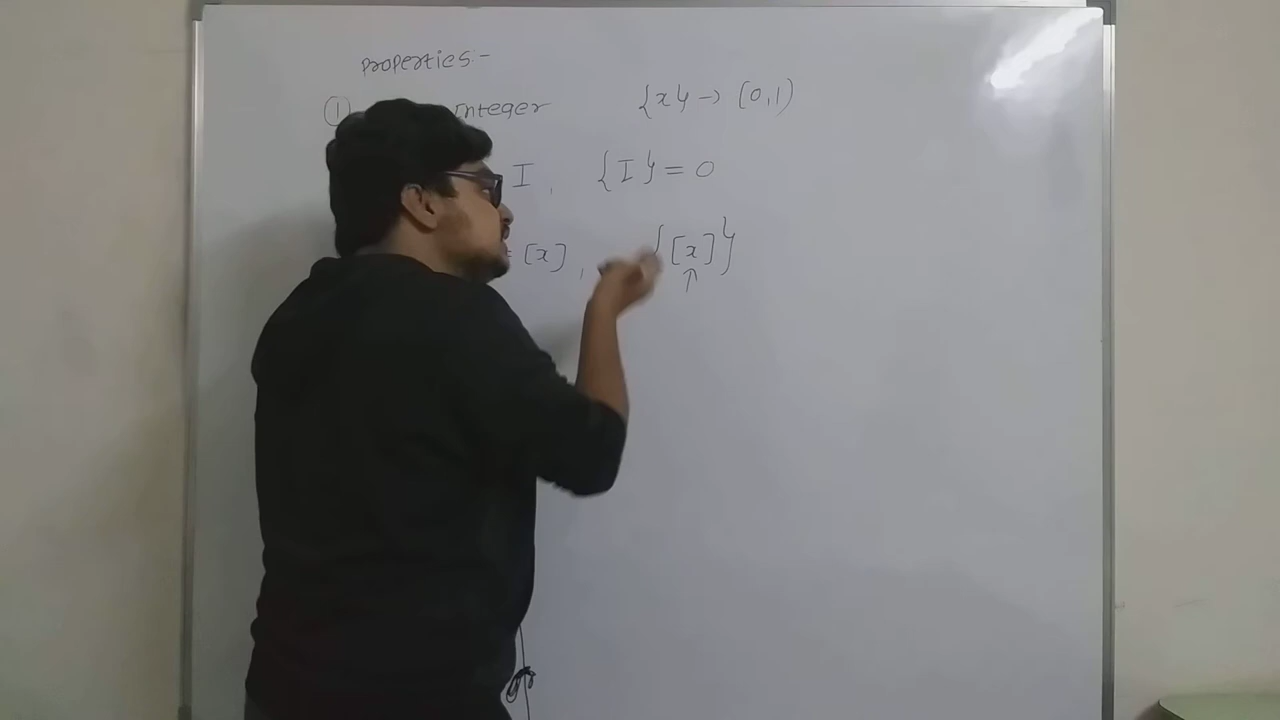 Properties:-
① Integer {x} → [0,1)
I, {I} = 0
= [x], {[x]}
↑